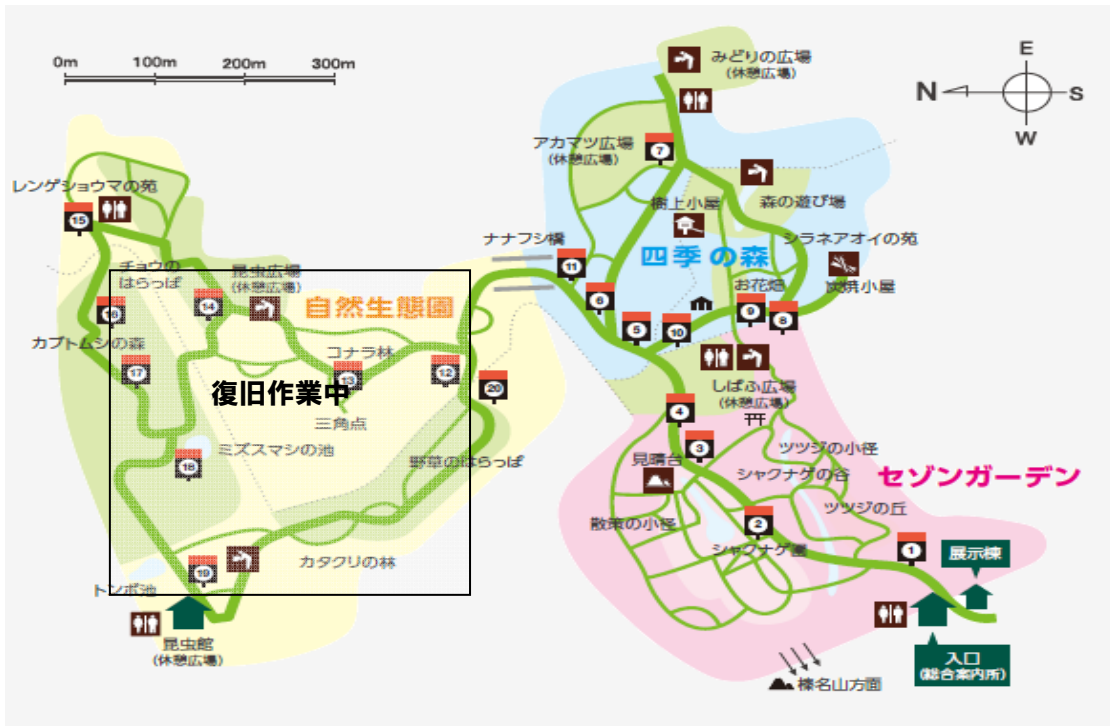 0m 100m 200m 300m
みどりの広場
(休憩広場)
E
N
S
W
アカマツ広場
(休憩広場)
7
レンゲショウマの苑
15
樹上小屋
森の遊び場
ナナフシ橋
四季の森
シラネアオイの苑
チョウの
はらっぱ
昆虫広場
(休憩広場)
11
お花畑
炭焼小屋
自然生態園
14
16
6
5
10
9
8
カブトムシの森
コナラ林
17
13
12
20
復旧作業中
しばふ広場
(休憩広場)
三角点
4
3
ミズスマシの池
18
野草のはらっぱ
見晴台
ツツジの小径
シャクナゲの谷
セゾンガーデン
ツツジの丘
散策の小径
2
シャクナゲ園
1
展示棟
カタクリの林
19
トンボ池
昆虫館
(休憩広場)
入口
(総合案内所)
榛名山方面